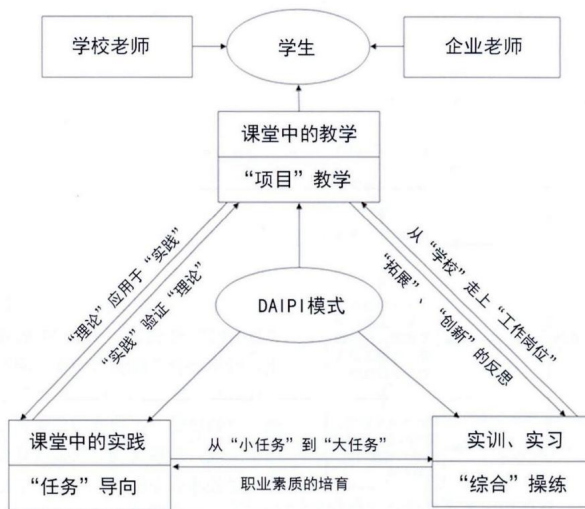 学校老师
学生
企业老师
课堂中的教学
“项目”教学
“理论”应用于“实践”
“实践”验证“理论”
从“学校”走上“工作岗位”
“拓展”、“创新”的反思
DAIPI模式
课堂中的实践
“任务”导向
从“小任务”到“大任务”
职业素质的培育
实训、实习
“综合”操练